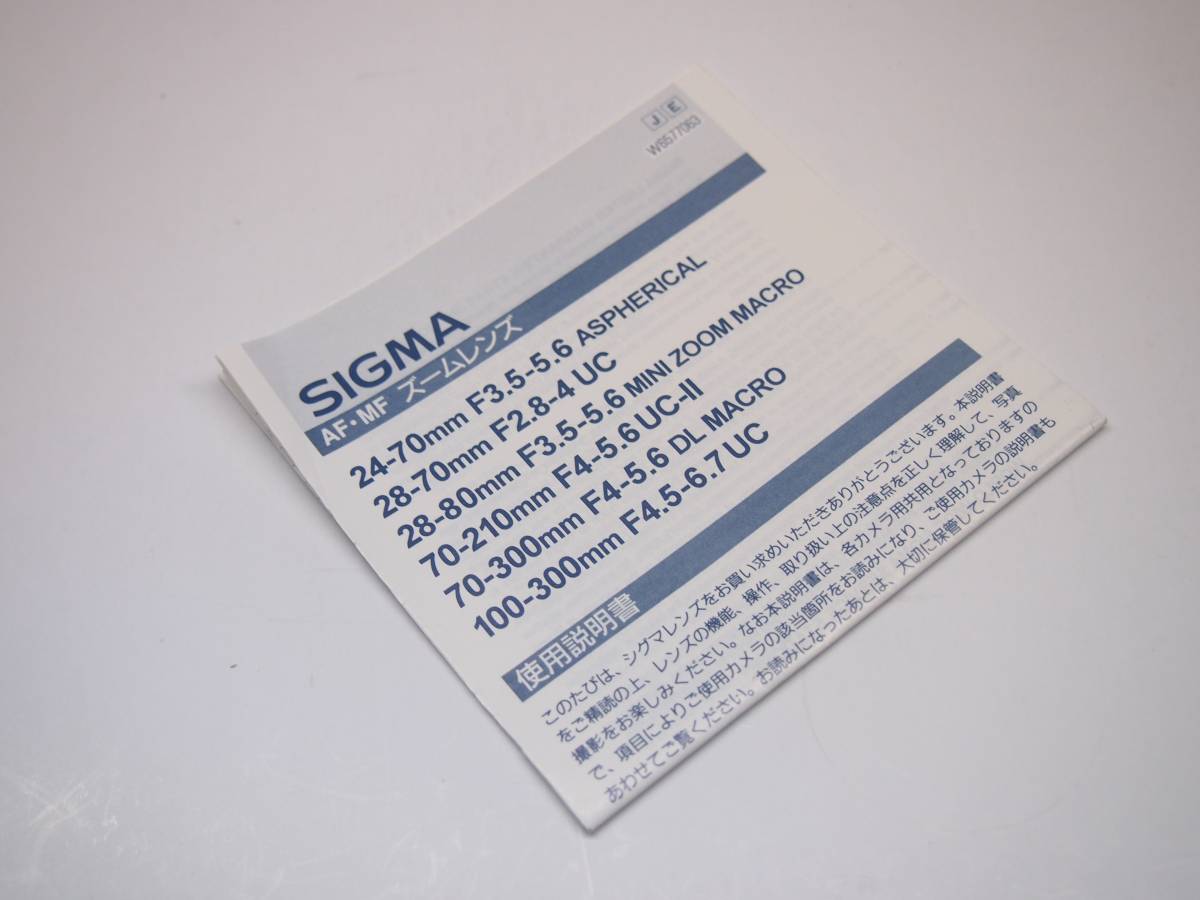 J E
W6577063
SIGMA
AF・MF ズームレンズ
24-70mm F3.5-5.6 ASPHERICAL
28-70mm F2.8-4 UC
28-80mm F3.5-5.6 MINI ZOOM MACRO
70-210mm F4-5.6 UC-II
70-300mm F4-5.6 DL MACRO
100-300mm F4.5-6.7 UC
使用説明書
このたびは、シグマレンズをお買い求めいただきありがとうございます。本説明書
をご精読の上、レンズの機能、操作、取り扱い上の注意点を正しく理解して、写真
撮影をお楽しみください。なお本説明書は、各カメラ用共用となっておりますの
で、項目によりご使用カメラの該当箇所をお読みになり、ご使用カメラの説明書も
あわせてご覧ください。お読みになったあとは、大切に保管してください。